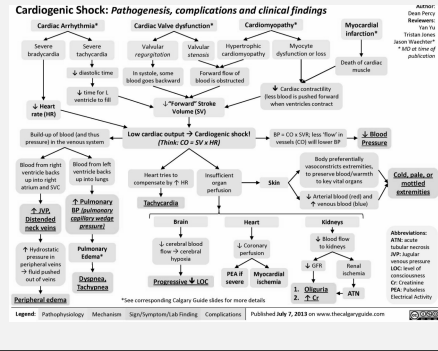 Cardiogenic Shock: Pathogenesis, complications and clinical findings
Author:
Dean Percy
Reviewers:
Yan Yu
Tristan Jones
Jason Waechter*
* MD at time of
publication
Cardiac Arrhythmia*
Cardiac Valve dysfunction*
Cardiomyopathy*
Myocardial
infarction*
Severe
bradycardia
Severe
tachycardia
Valvular
regurgitation
Valvular
stenosis
Hypertrophic
cardiomyopathy
Myocyte
dysfunction or loss
Death of cardiac
muscle
↓ diastolic time
In systole, some
blood goes backward
Forward flow of
blood is obstructed
↓ time for L
ventricle to fill
↓ Cardiac contractility
(less blood is pushed forward
when ventricles contract
↓ Heart
rate (HR)
↓"Forward" Stroke
Volume (SV)
Build-up of blood (and thus
pressure) in the venous system
Low cardiac output → Cardiogenic shock!
(Think: CO = SV x HR)
BP = CO x SVR; less 'flow' in
vessels (CO) will lower BP
↓ Blood
Pressure
Blood from right
ventricle backs
up into right
atrium and SVC
Blood from left
ventricle backs
up into lungs
Heart tries to
compensate by ↑ HR
Insufficient
organ
perfusion
Skin
Body preferentially
vasoconstricts extremities,
to preserve blood/warmth
to key vital organs
↓ Arterial blood (red) and
↑ venous blood (blue)
Cold, pale, or
mottled
extremities
Tachycardia
↑ JVP,
Distended
neck veins
↑ Pulmonary
BP (pulmonary
capillary wedge
pressure)
Brain
Heart
Kidneys
↓ cerebral blood
flow → cerebral
hypoxia
↓ Coronary
perfusion
↓ Blood flow
to kidneys
↑ Hydrostatic
pressure in
peripheral veins
→ fluid pushed
out of veins
Pulmonary
Edema*
PEA if
severe
Myocardial
ischemia
↓ GFR
Renal
ischemia
Abbreviations:
ATN: acute
tubular necrosis
JVP: Jugular
venous pressure
LOC: level of
consciousness
Cr: Creatinine
PEA: Pulseless
Electrical Activity
Dyspnea,
Tachypnea
Progressive ↓ LOC
1. Oliguria
2. ↑ Cr
ATN
Peripheral edema
*See corresponding Calgary Guide slides for more details
Legend: Pathophysiology Mechanism Sign/Symptom/Lab Finding Complications Published July 7, 2013 on www.thecalgaryguide.com